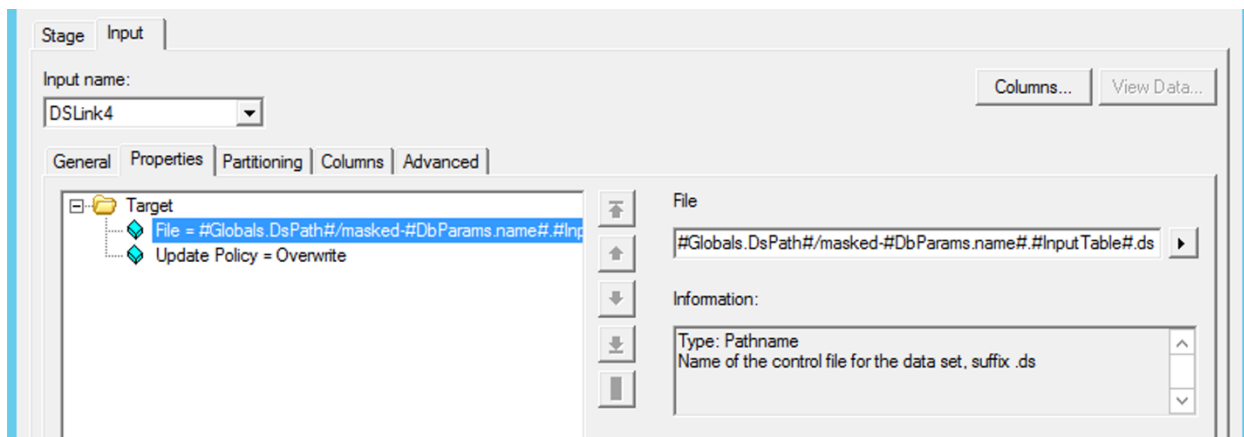 Stage Input
Input name:
DSLink4
Columns... View Data...
General Properties Partitioning Columns Advanced
Target
File = #Globals.DsPath#/masked-#DbParams.name#.#Inp
Update Policy = Overwrite
File
#Globals.DsPath#/masked-#DbParams.name#.#InputTable#.ds
Information:
Type: Pathname
Name of the control file for the data set, suffix .ds